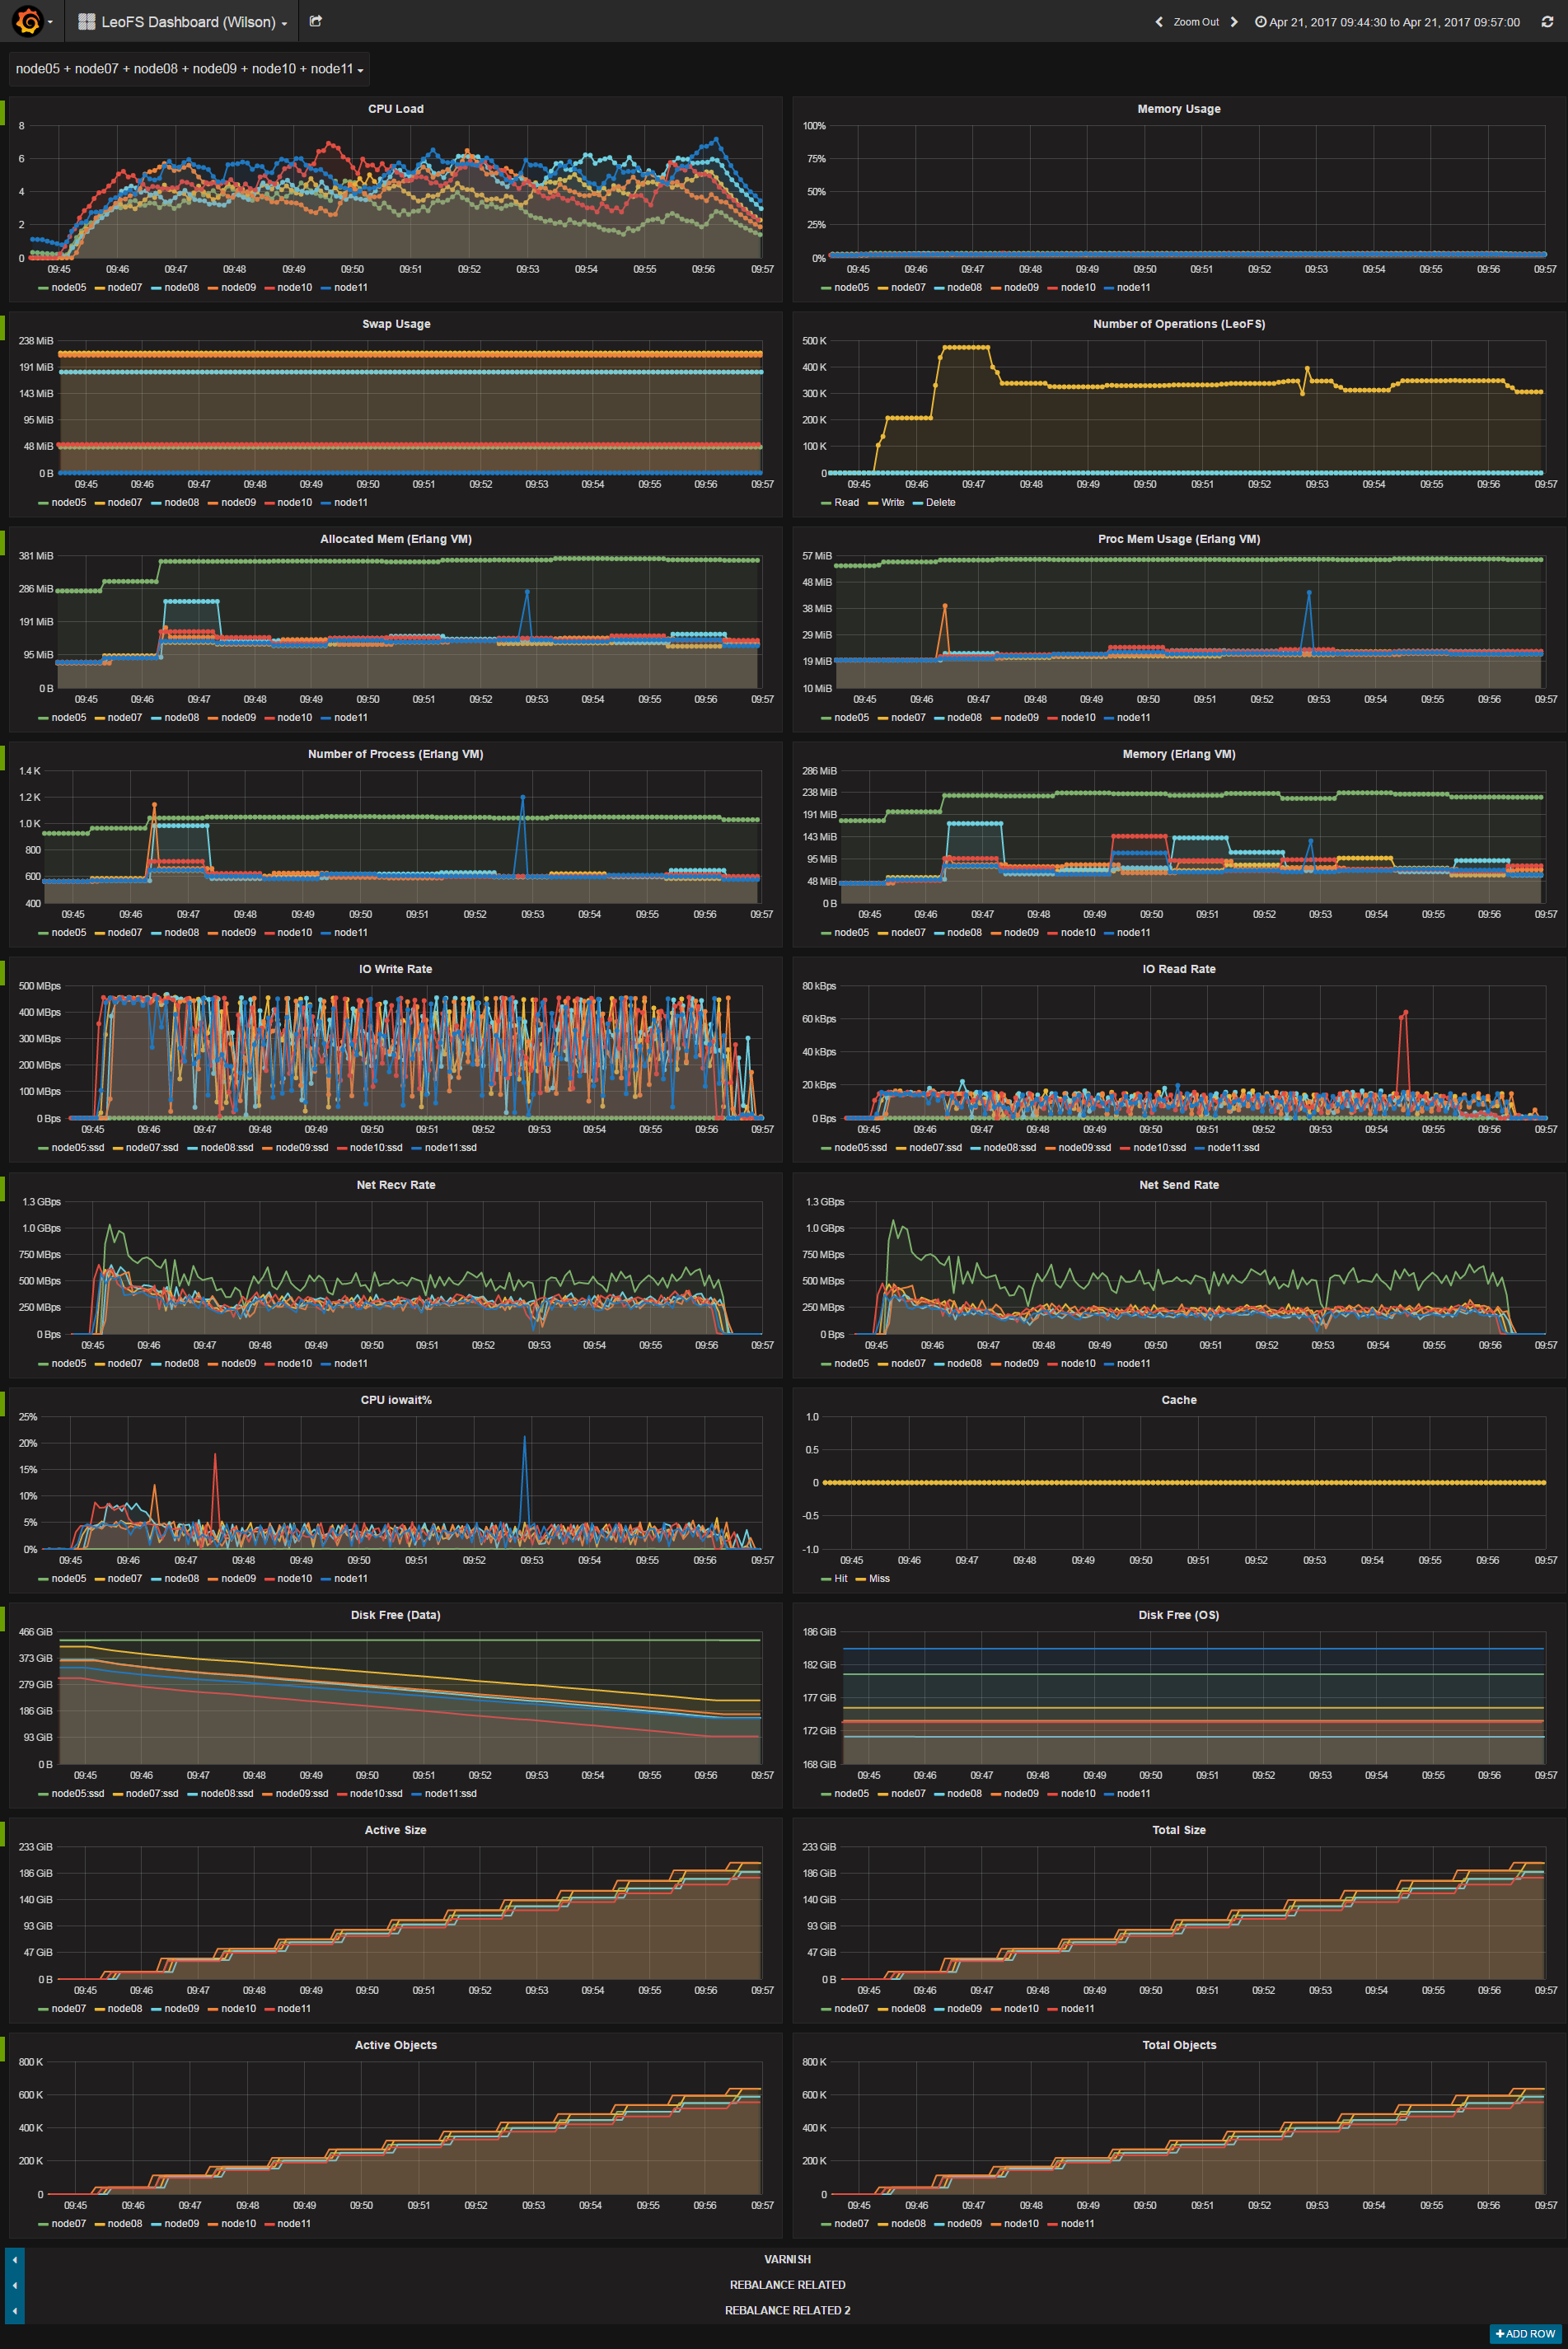 LeoFS Dashboard (Wilson)
Zoom Out
Apr 21, 2017 09:44:30 to Apr 21, 2017 09:57:00
node05 + node07 + node08 + node09 + node10 + node11
CPU Load
8
6
4
2
0
09:45 09:46 09:47 09:48 09:49 09:50 09:51 09:52 09:53 09:54 09:55 09:56 09:57
node05 node07 node08 node09 node10 node11
Memory Usage
100%
75%
50%
25%
0%
09:45 09:46 09:47 09:48 09:49 09:50 09:51 09:52 09:53 09:54 09:55 09:56 09:57
node05 node07 node08 node09 node10 node11
Swap Usage
238 MiB
191 MiB
143 MiB
95 MiB
48 MiB
0 B
09:45 09:46 09:47 09:48 09:49 09:50 09:51 09:52 09:53 09:54 09:55 09:56 09:57
node05 node07 node08 node09 node10 node11
Number of Operations (LeoFS)
500 K
400 K
300 K
200 K
100 K
0
09:45 09:46 09:47 09:48 09:49 09:50 09:51 09:52 09:53 09:54 09:55 09:56 09:57
Read Write Delete
Allocated Mem (Erlang VM)
381 MiB
286 MiB
191 MiB
95 MiB
0 B
09:45 09:46 09:47 09:48 09:49 09:50 09:51 09:52 09:53 09:54 09:55 09:56 09:57
node05 node07 node08 node09 node10 node11
Proc Mem Usage (Erlang VM)
57 MiB
48 MiB
38 MiB
29 MiB
19 MiB
10 MiB
09:45 09:46 09:47 09:48 09:49 09:50 09:51 09:52 09:53 09:54 09:55 09:56 09:57
node05 node07 node08 node09 node10 node11
Number of Process (Erlang VM)
1.4 K
1.2 K
1.0 K
800
600
400
09:45 09:46 09:47 09:48 09:49 09:50 09:51 09:52 09:53 09:54 09:55 09:56 09:57
node05 node07 node08 node09 node10 node11
Memory (Erlang VM)
286 MiB
238 MiB
191 MiB
143 MiB
95 MiB
48 MiB
0 B
09:45 09:46 09:47 09:48 09:49 09:50 09:51 09:52 09:53 09:54 09:55 09:56 09:57
node05 node07 node08 node09 node10 node11
IO Write Rate
500 MBps
400 MBps
300 MBps
200 MBps
100 MBps
0 Bps
09:45 09:46 09:47 09:48 09:49 09:50 09:51 09:52 09:53 09:54 09:55 09:56 09:57
node05:ssd node07:ssd node08:ssd node09:ssd node10:ssd node11:ssd
IO Read Rate
80 kBps
60 kBps
40 kBps
20 kBps
0 Bps
09:45 09:46 09:47 09:48 09:49 09:50 09:51 09:52 09:53 09:54 09:55 09:56 09:57
node05:ssd node07:ssd node08:ssd node09:ssd node10:ssd node11:ssd
Net Recv Rate
1.3 GBps
1.0 GBps
750 MBps
500 MBps
250 MBps
0 Bps
09:45 09:46 09:47 09:48 09:49 09:50 09:51 09:52 09:53 09:54 09:55 09:56 09:57
node05 node07 node08 node09 node10 node11
Net Send Rate
1.3 GBps
1.0 GBps
750 MBps
500 MBps
250 MBps
0 Bps
09:45 09:46 09:47 09:48 09:49 09:50 09:51 09:52 09:53 09:54 09:55 09:56 09:57
node05 node07 node08 node09 node10 node11
CPU iowait%
25%
20%
15%
10%
5%
0%
09:45 09:46 09:47 09:48 09:49 09:50 09:51 09:52 09:53 09:54 09:55 09:56 09:57
node05 node07 node08 node09 node10 node11
Cache
1.0
0.5
0
-0.5
-1.0
09:45 09:46 09:47 09:48 09:49 09:50 09:51 09:52 09:53 09:54 09:55 09:56 09:57
Hit Miss
Disk Free (Data)
466 GiB
373 GiB
279 GiB
186 GiB
93 GiB
0 B
09:45 09:46 09:47 09:48 09:49 09:50 09:51 09:52 09:53 09:54 09:55 09:56 09:57
node05:ssd node07:ssd node08:ssd node09:ssd node10:ssd node11:ssd
Disk Free (OS)
186 GiB
182 GiB
177 GiB
172 GiB
168 GiB
09:45 09:46 09:47 09:48 09:49 09:50 09:51 09:52 09:53 09:54 09:55 09:56 09:57
node05 node07 node08 node09 node10 node11
Active Size
233 GiB
186 GiB
140 GiB
93 GiB
47 GiB
0 B
09:45 09:46 09:47 09:48 09:49 09:50 09:51 09:52 09:53 09:54 09:55 09:56 09:57
node07 node08 node09 node10 node11
Total Size
233 GiB
186 GiB
140 GiB
93 GiB
47 GiB
0 B
09:45 09:46 09:47 09:48 09:49 09:50 09:51 09:52 09:53 09:54 09:55 09:56 09:57
node07 node08 node09 node10 node11
Active Objects
800 K
600 K
400 K
200 K
0
09:45 09:46 09:47 09:48 09:49 09:50 09:51 09:52 09:53 09:54 09:55 09:56 09:57
node07 node08 node09 node10 node11
Total Objects
800 K
600 K
400 K
200 K
0
09:45 09:46 09:47 09:48 09:49 09:50 09:51 09:52 09:53 09:54 09:55 09:56 09:57
node07 node08 node09 node10 node11
VARNISH
REBALANCE RELATED
REBALANCE RELATED 2
+ ADD ROW